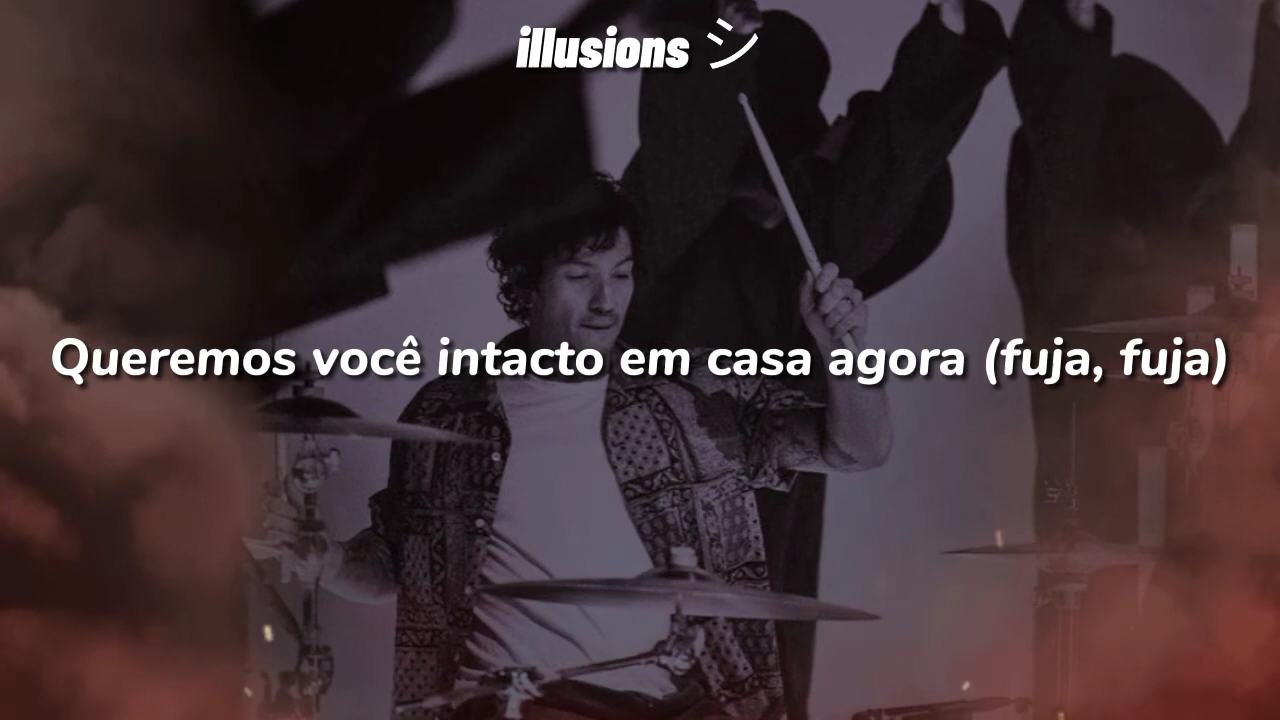 illusions シ
Queremos você intacto em casa agora (fuja, fuja)